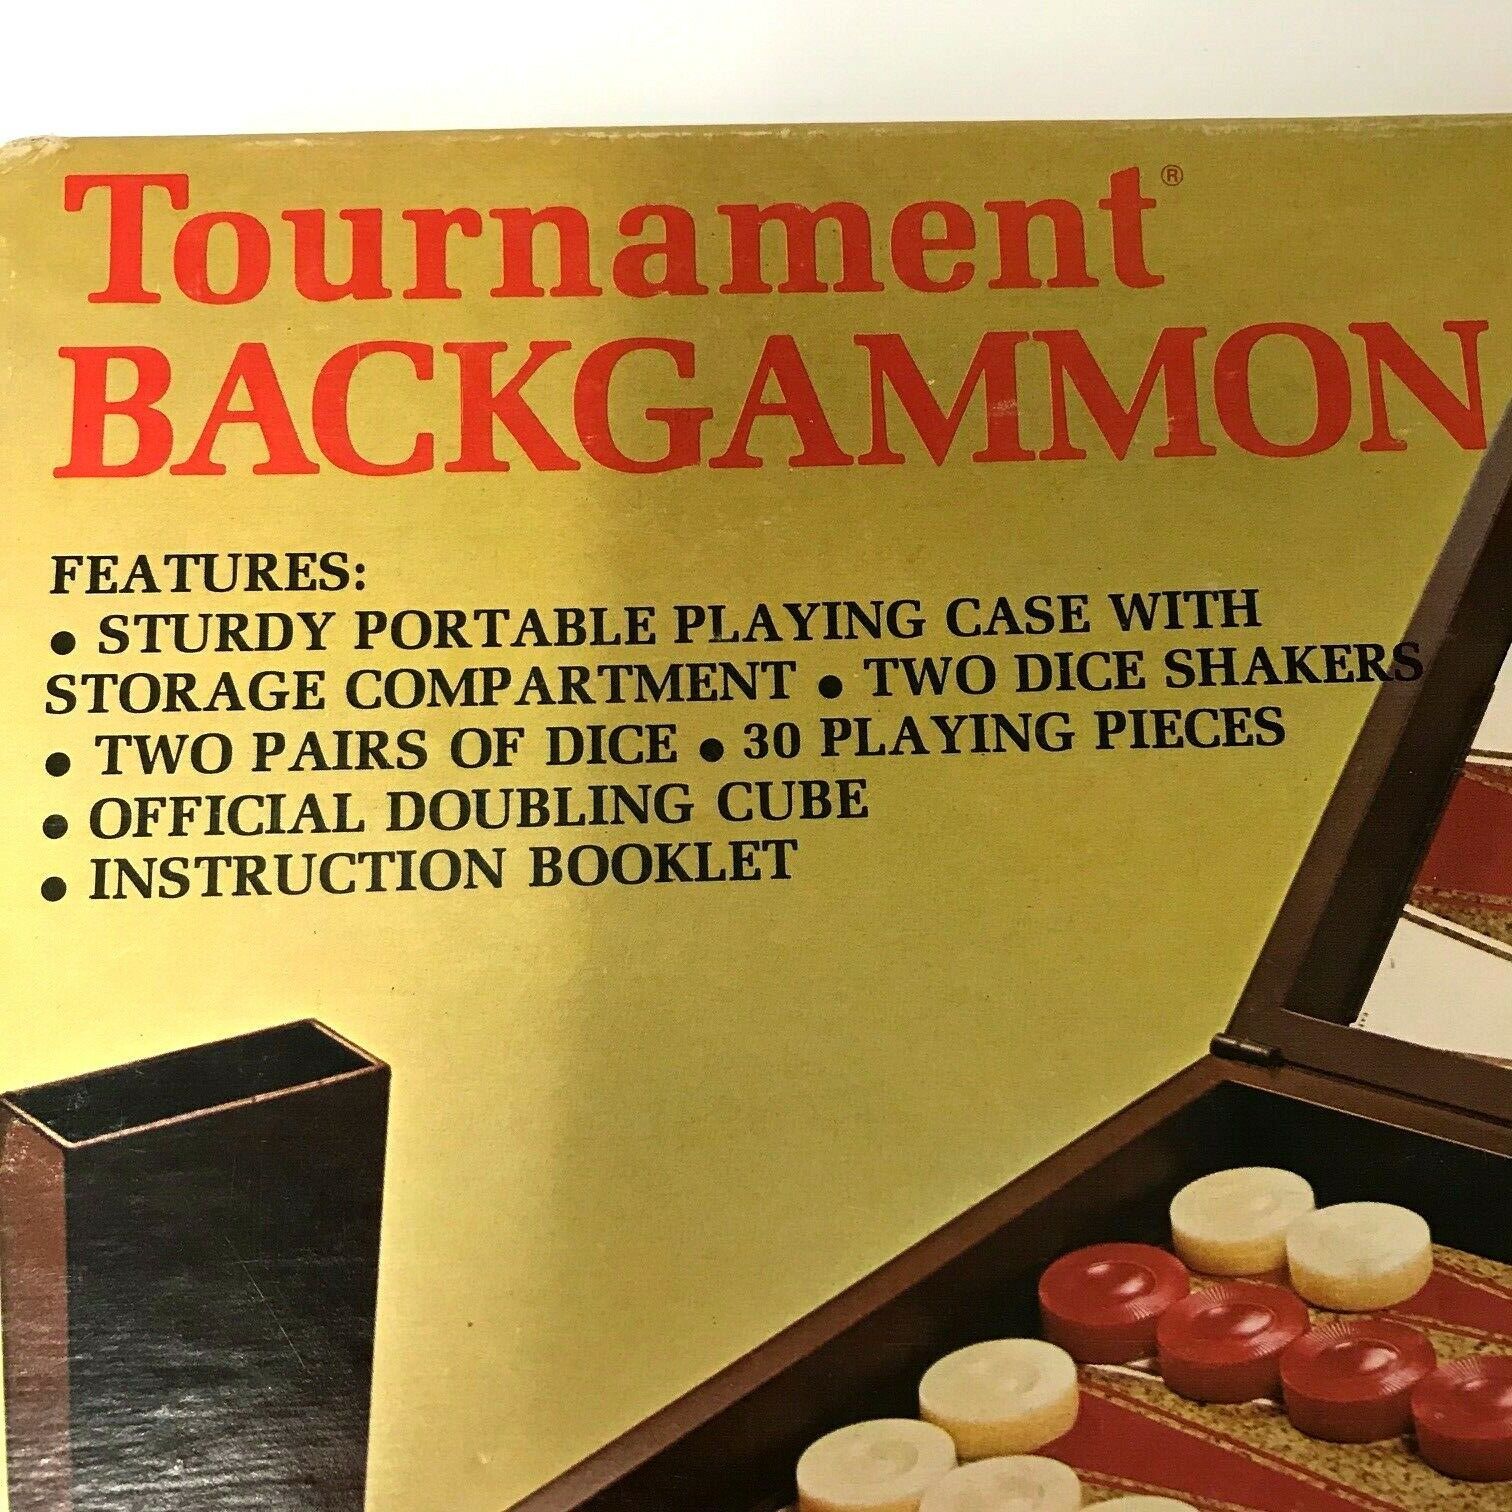 Tournament®
BACKGAMMON
FEATURES:
• STURDY PORTABLE PLAYING CASE WITH
STORAGE COMPARTMENT • TWO DICE SHAKERS
• TWO PAIRS OF DICE • 30 PLAYING PIECES
• OFFICIAL DOUBLING CUBE
• INSTRUCTION BOOKLET